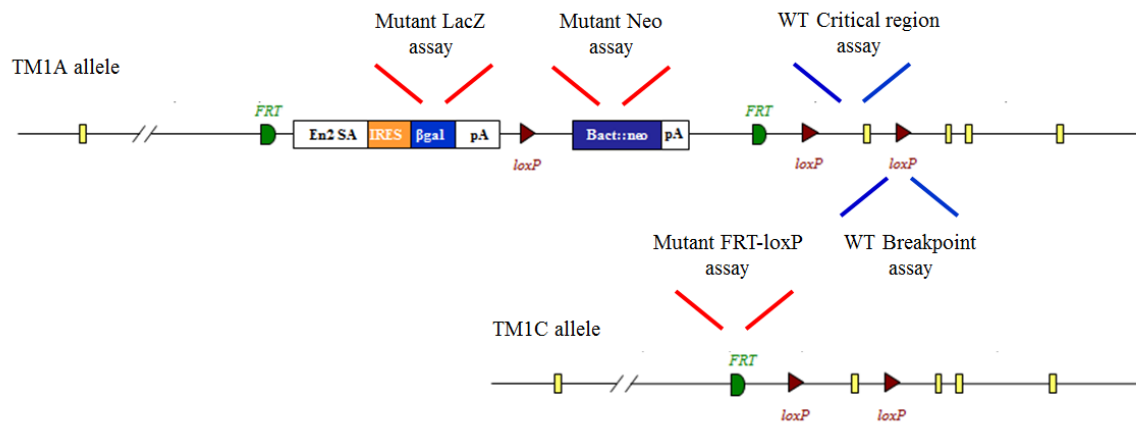 Mutant LacZ
assay
Mutant Neo
assay
WT Critical region
assay
TM1A allele
FRT
En2 SA
IRES
βgal
pA
loxP
Bact::neo
pA
FRT
loxP
loxP
Mutant FRT-loxP
assay
WT Breakpoint
assay
TM1C allele
FRT
loxP
loxP